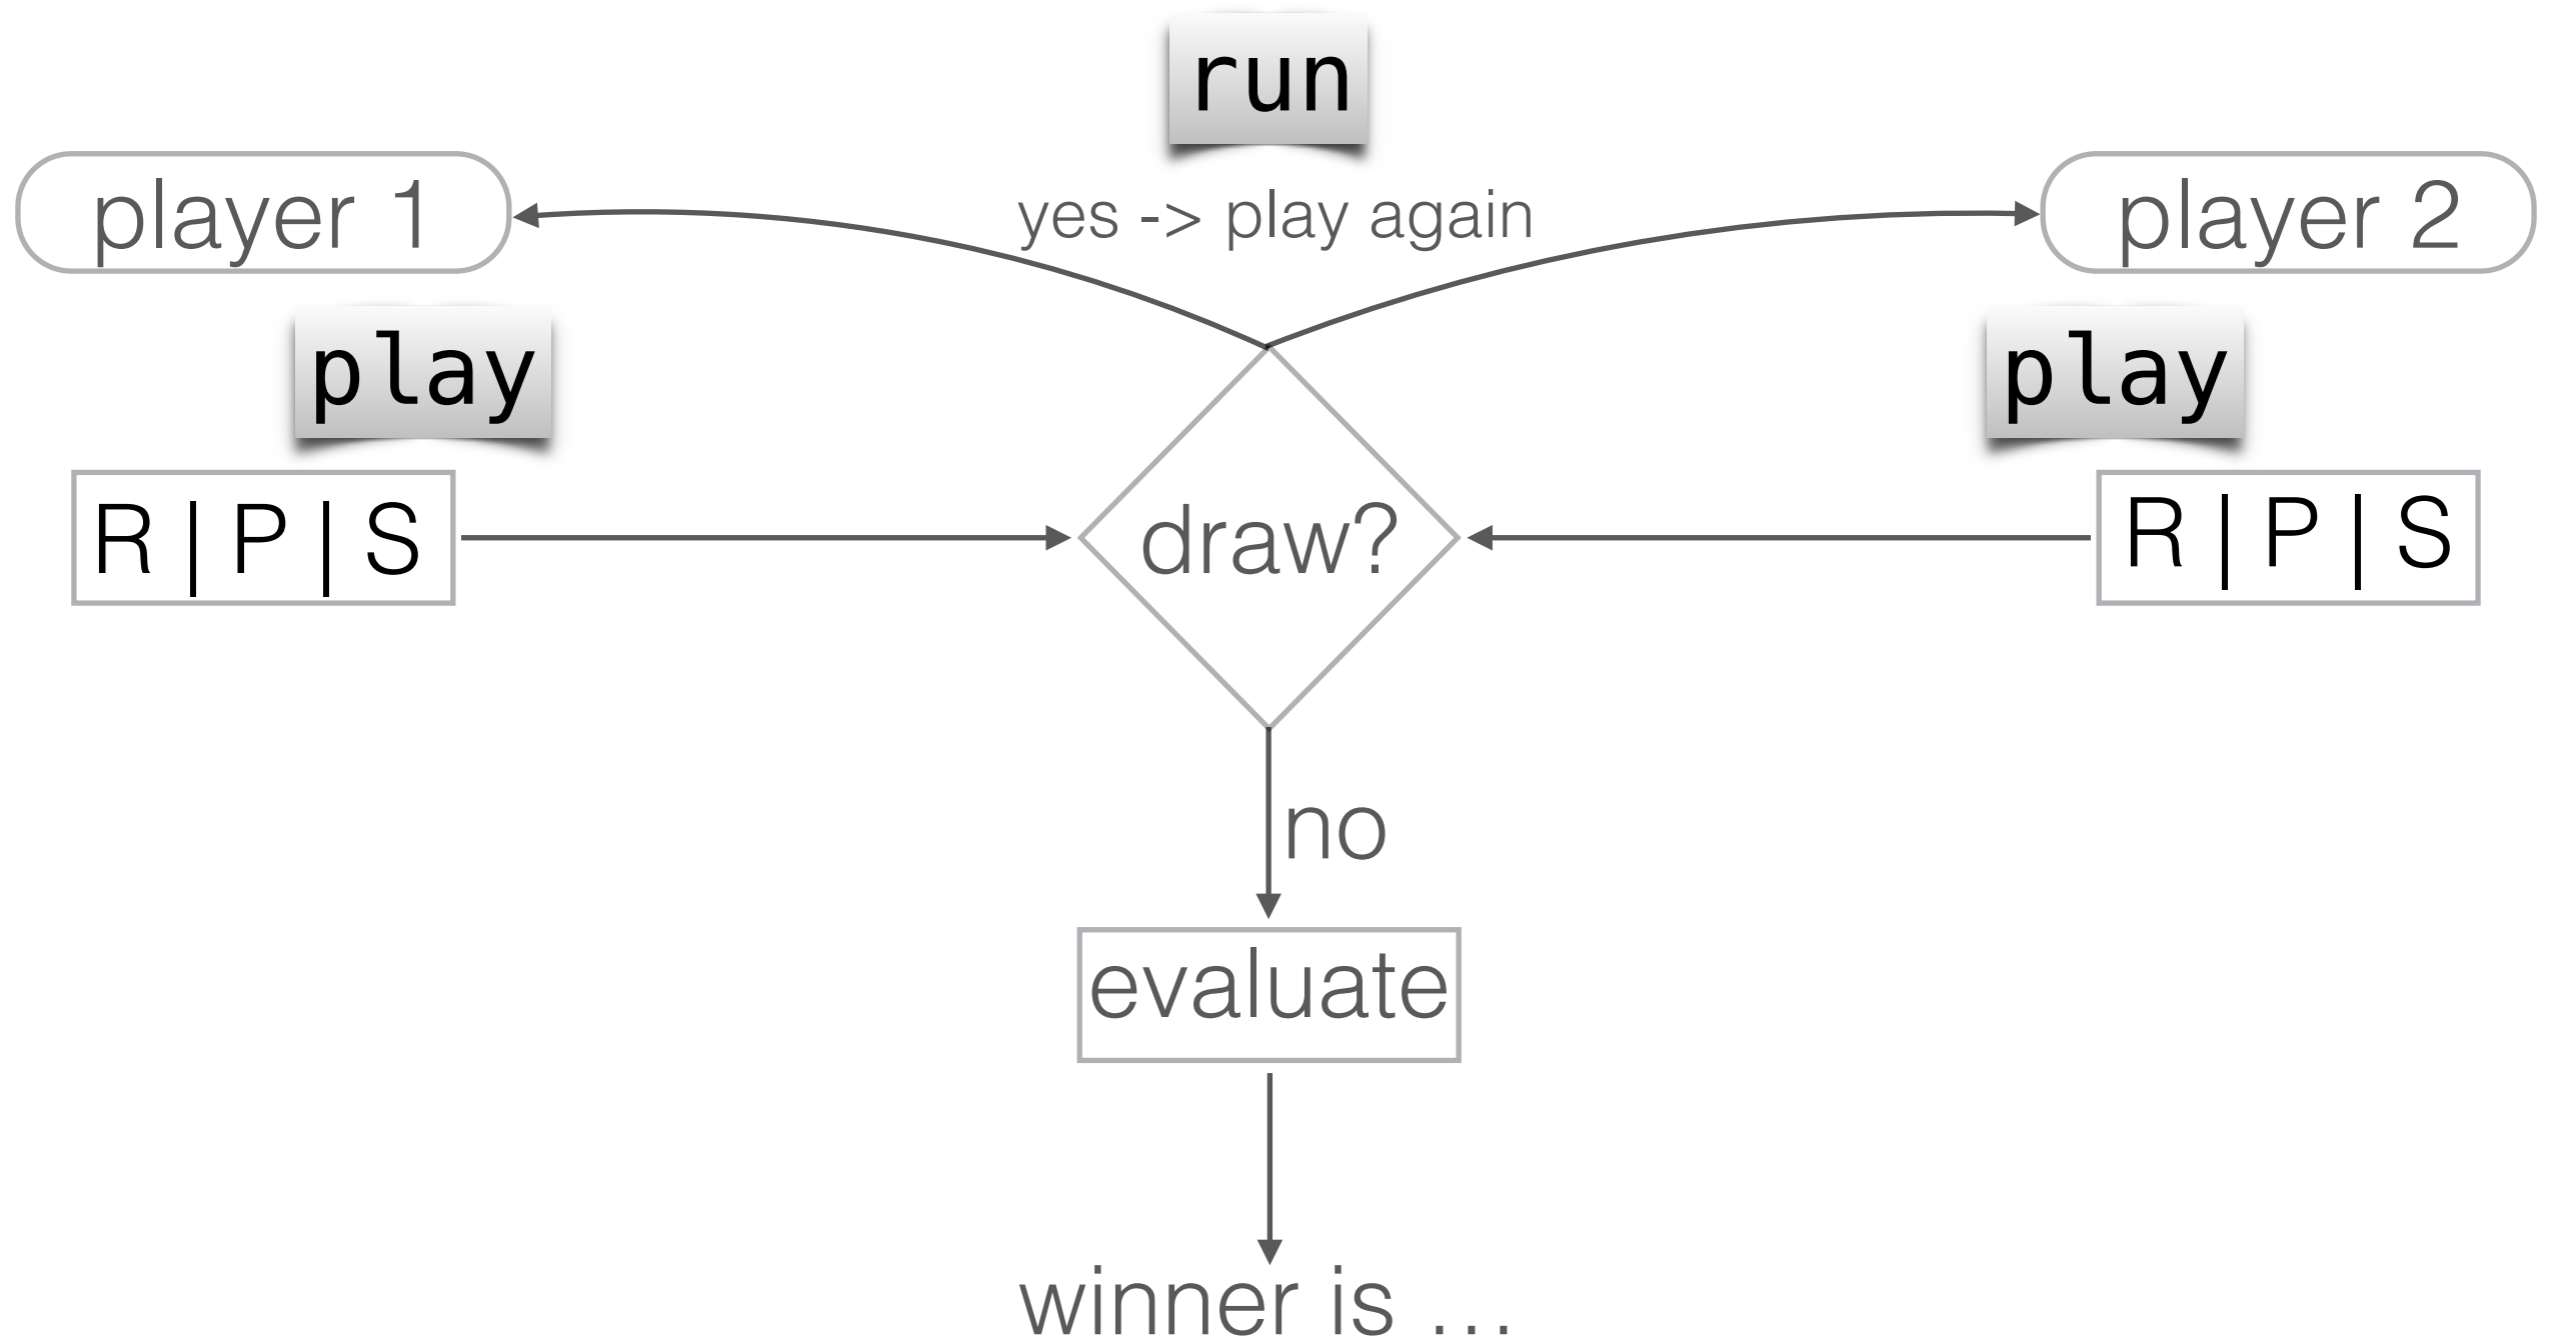 run
player 1
yes -> play again
player 2
play
play
R | P | S
draw?
R | P | S
no
evaluate
winner is ...